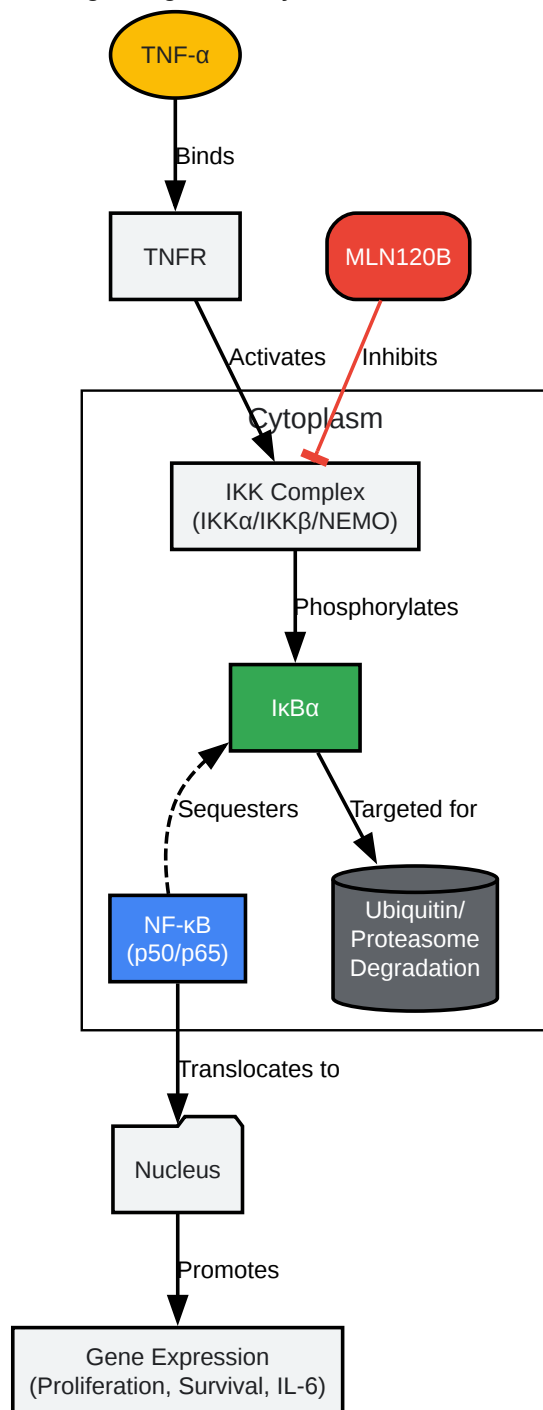 TNF-α
Binds
TNFR
MLN120B
Activates
Inhibits
Cytoplasm
IKK Complex
(IKKα/IKKβ/NEMO)
Phosphorylates
IκBα
Sequesters
Targeted for
NF-κB
(p50/p65)
Ubiquitin/
Proteasome
Degradation
Translocates to
Nucleus
Promotes
Gene Expression
(Proliferation, Survival, IL-6)